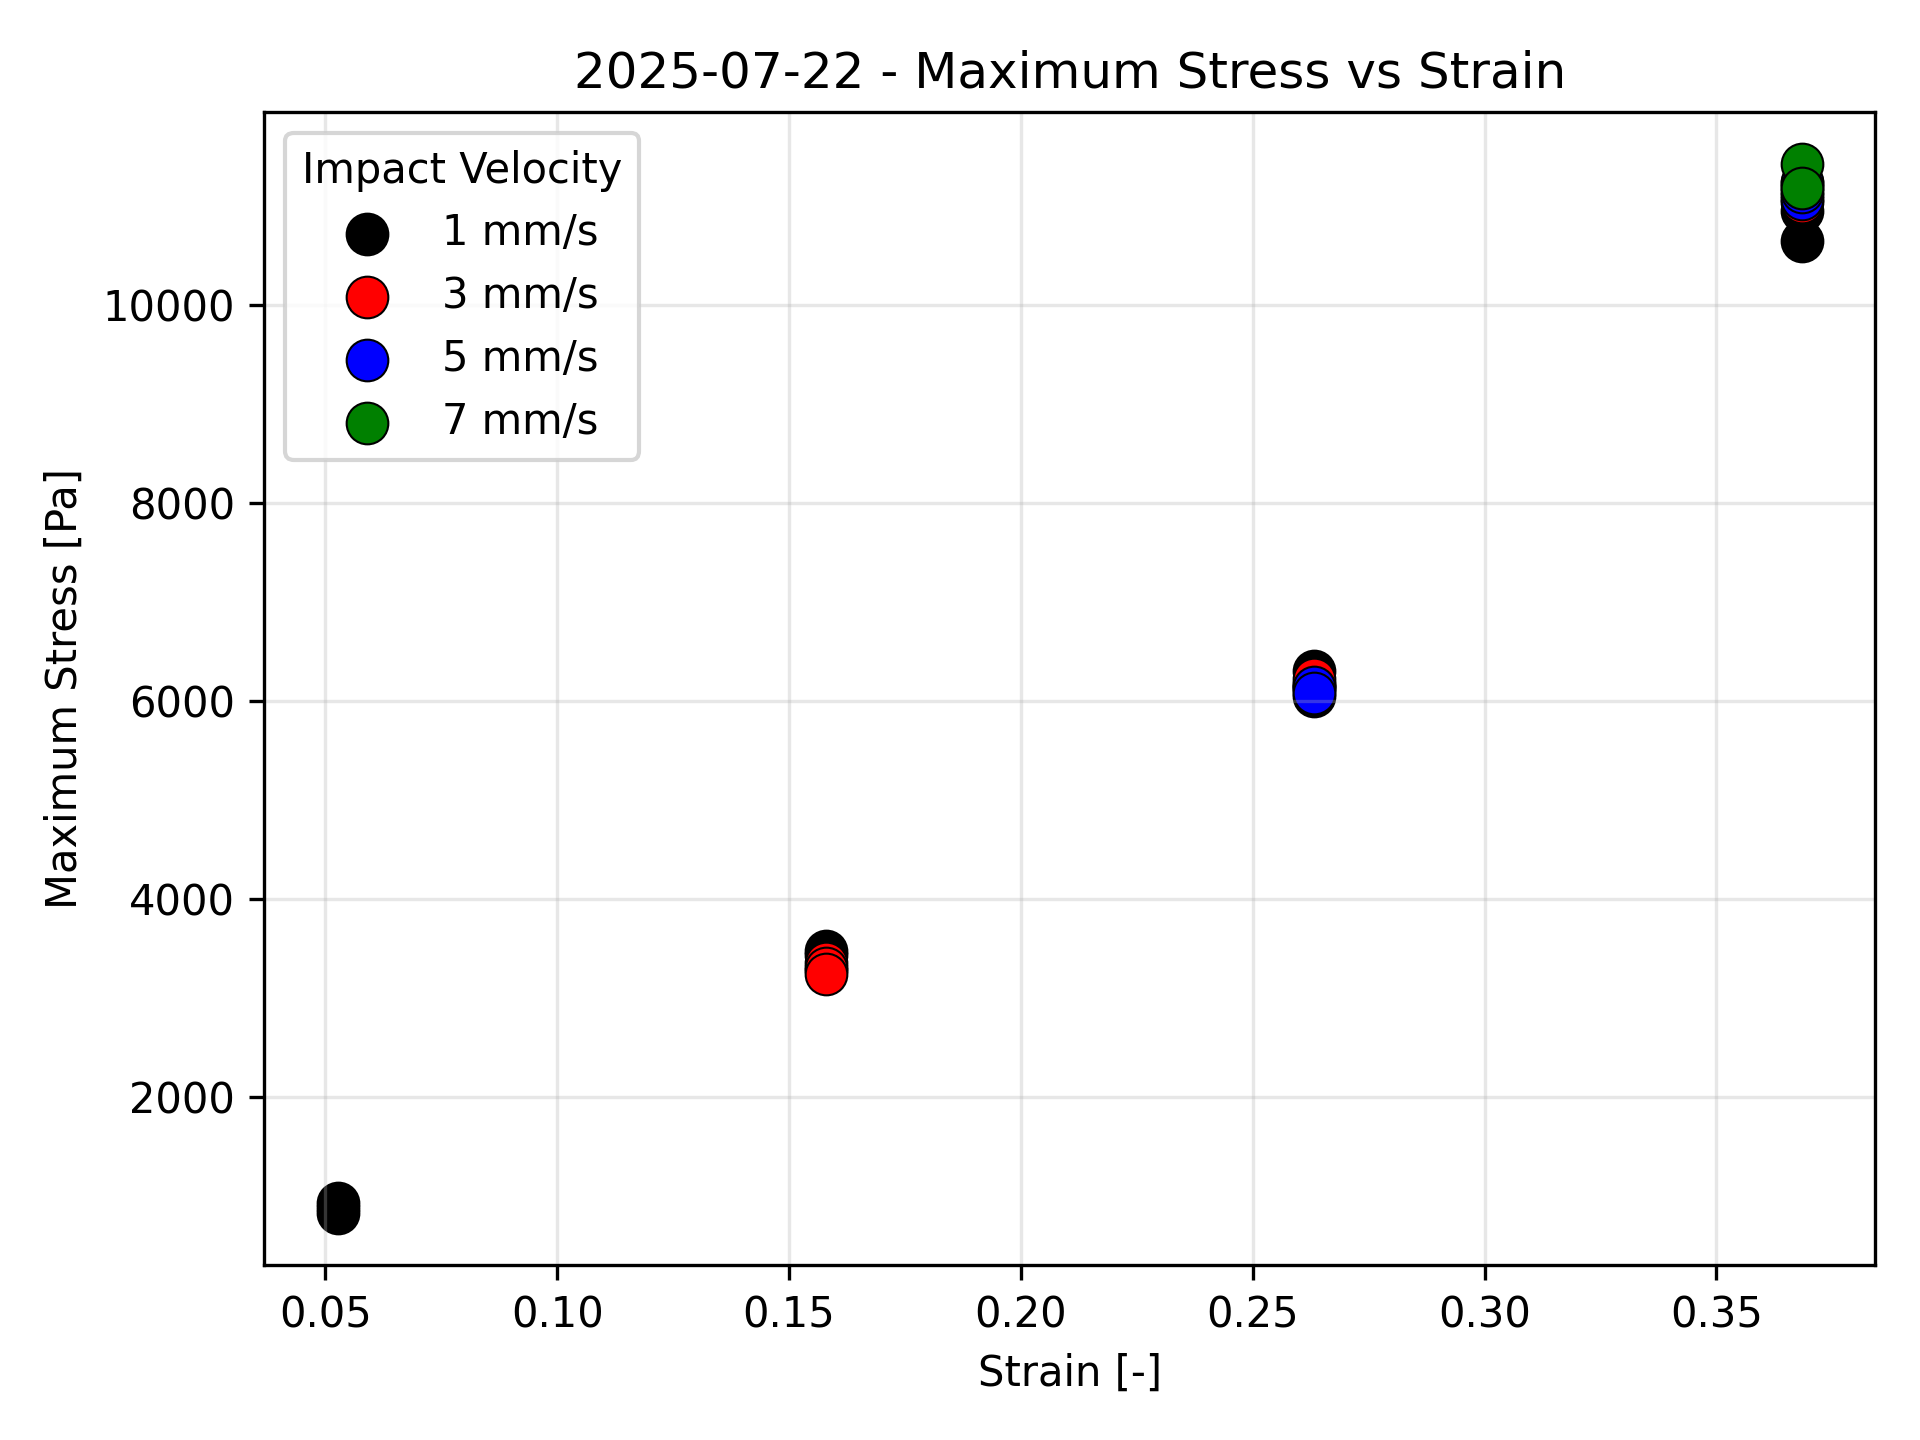 2025-07-22 - Maximum Stress vs Strain
Impact Velocity
1 mm/s
3 mm/s
5 mm/s
7 mm/s
Maximum Stress [Pa]
10000
8000
6000
4000
2000
0.05 0.10 0.15 0.20 0.25 0.30 0.35
Strain [-]